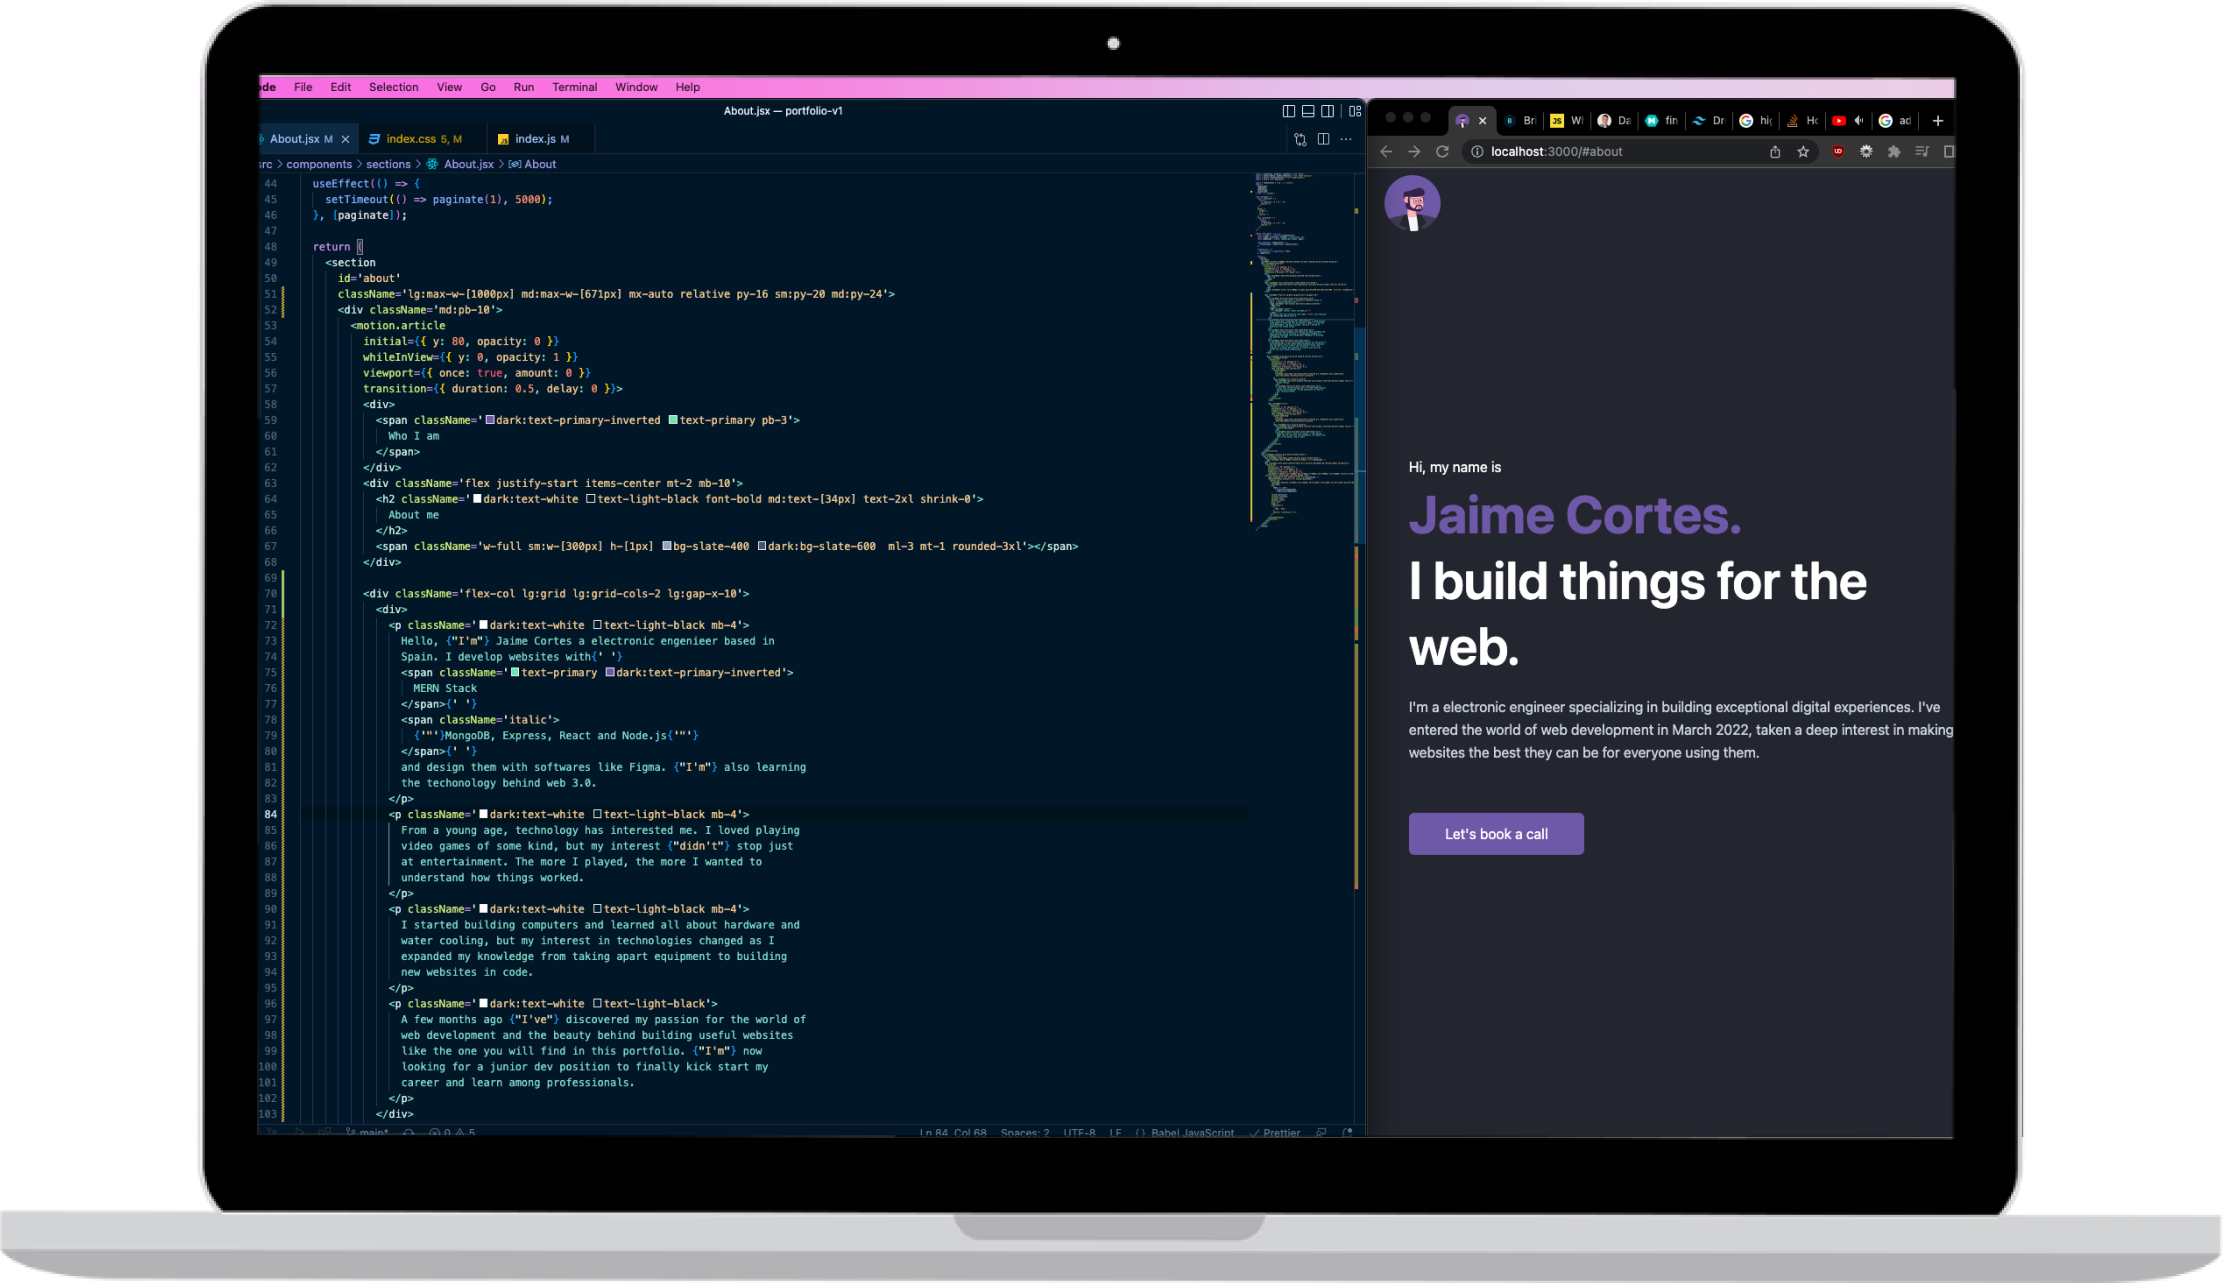 ode File Edit Selection View Go Run Terminal Window Help
About.jsx — portfolio-v1
About.jsx M
index.css 5, M
index.js M
src > components > sections > About.jsx > About
44 useEffect(() => {
45 setTimeout(() => paginate(1), 5000);
46 }, [paginate]);
47
48 return (
49 <section
50 id='about'
51 className='lg:max-w-[1000px] md:max-w-[671px] mx-auto relative py-16 sm:py-20 md:py-24'>
52 <div className='md:pb-10'>
53 <motion.article
54 initial={{ y: 80, opacity: 0 }}
55 whileInView={{ y: 0, opacity: 1 }}
56 viewport={{ once: true, amount: 0 }}
57 transition={{ duration: 0.5, delay: 0 }}>
58 <div>
59 <span className='dark:text-primary-inverted text-primary pb-3'>
60 Who I am
61 </span>
62 </div>
63 <div className='flex justify-start items-center mt-2 mb-10'>
64 <h2 className='dark:text-white text-light-black font-bold md:text-[34px] text-2xl shrink-0'>
65 About me
66 </h2>
67 <span className='w-full sm:w-[300px] h-[1px] bg-slate-400 dark:bg-slate-600 ml-3 mt-1 rounded-3xl'></span>
68 </div>
69
70 <div className='flex-col lg:grid lg:grid-cols-2 lg:gap-x-10'>
71 <div>
72 <p className='dark:text-white text-light-black mb-4'>
73 Hello, {"I'm"} Jaime Cortes a electronic engenieer based in
74 Spain. I develop websites with{' '}
75 <span className='text-primary dark:text-primary-inverted'>
76 MERN Stack
77 </span>{' '}
78 <span className='italic'>
79 {'"'}MongoDB, Express, React and Node.js{'"'}
80 </span>{' '}
81 and design them with softwares like Figma. {"I'm"} also learning
82 the techonology behind web 3.0.
83 </p>
84 <p className='dark:text-white text-light-black mb-4'>
85 From a young age, technology has interested me. I loved playing
86 video games of some kind, but my interest {"didn't"} stop just
87 at entertainment. The more I played, the more I wanted to
88 understand how things worked.
89 </p>
90 <p className='dark:text-white text-light-black mb-4'>
91 I started building computers and learned all about hardware and
92 water cooling, but my interest in technologies changed as I
93 expanded my knowledge from taking apart equipment to building
94 new websites in code.
95 </p>
96 <p className='dark:text-white text-light-black'>
97 A few months ago {"I've"} discovered my passion for the world of
98 web development and the beauty behind building useful websites
99 like the one you will find in this portfolio. {"I'm"} now
100 looking for a junior dev position to finally kick start my
101 career and learn among professionals.
102 </p>
103 </div>
main* 0 5 Ln 84, Col 68 Spaces: 2 UTF-8 LF {} Babel JavaScript Prettier
Bri JS Da fin Dr hi Ho ad
localhost:3000/#about
Hi, my name is
Jaime Cortes.
I build things for the
web.
I'm a electronic engineer specializing in building exceptional digital experiences. I've
entered the world of web development in March 2022, taken a deep interest in making
websites the best they can be for everyone using them.
Let's book a call